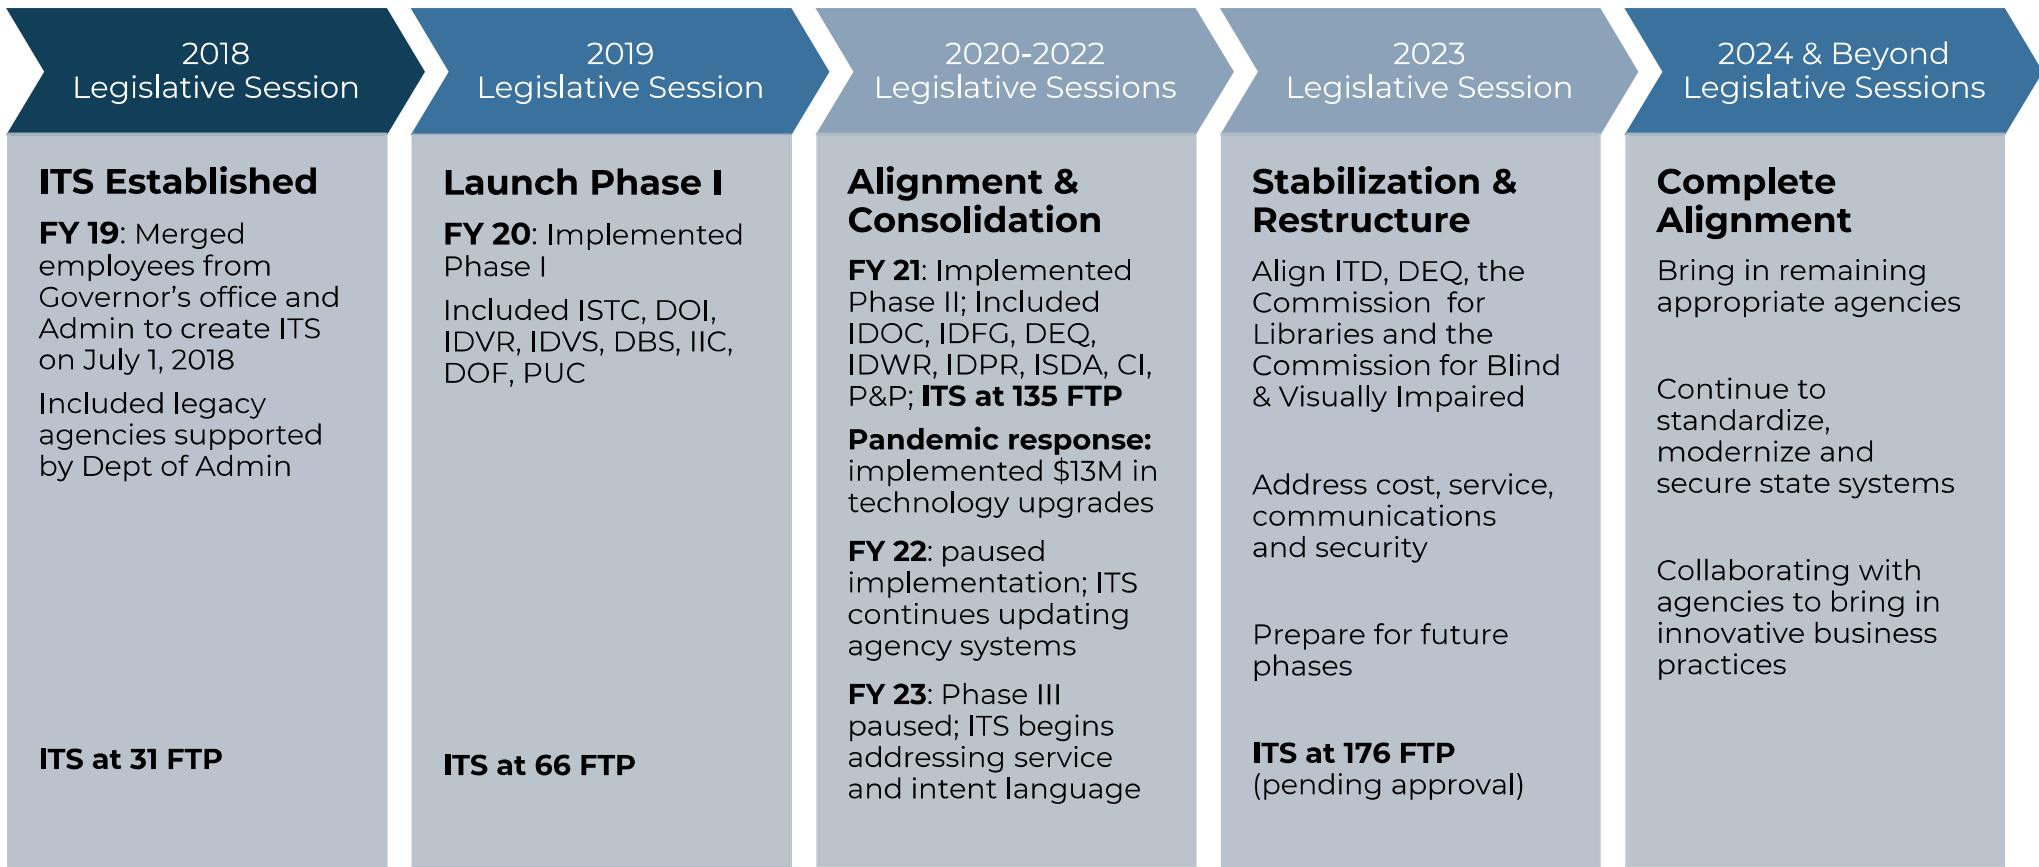 2018
Legislative Session
ITS Established
FY 19: Merged
employees from
Governor's office and
Admin to create ITS
on July 1, 2018
Included legacy
agencies supported
by Dept of Admin
ITS at 31 FTP
2019
Legislative Session
Launch Phase I
FY 20: Implemented
Phase I
Included ISTC, DOI,
IDVR, IDVS, DBS, IIC,
DOF, PUC
ITS at 66 FTP
2020-2022
Legislative Sessions
Alignment &
Consolidation
FY 21: Implemented
Phase II; Included
IDOC, IDFG, DEQ,
IDWR, IDPR, ISDA, CI,
P&P; ITS at 135 FTP
Pandemic response:
implemented $13M in
technology upgrades
FY 22: paused
implementation; ITS
continues updating
agency systems
FY 23: Phase III
paused; ITS begins
addressing service
and intent language
2023
Legislative Session
Stabilization &
Restructure
Align ITD, DEQ, the
Commission for
Libraries and the
Commission for Blind
& Visually Impaired
Address cost, service,
communications
and security
Prepare for future
phases
ITS at 176 FTP
(pending approval)
2024 & Beyond
Legislative Sessions
Complete
Alignment
Bring in remaining
appropriate agencies
Continue to
standardize,
modernize and
secure state systems
Collaborating with
agencies to bring in
innovative business
practices